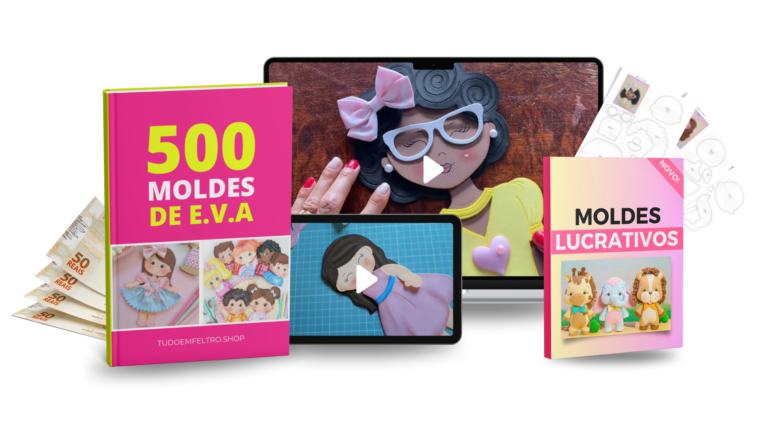 500
MOLDES
DE E.V.A
TUDOEMFELTRO.SHOP
50
REAIS
50
REAIS
NOVO!
MOLDES
LUCRATIVOS